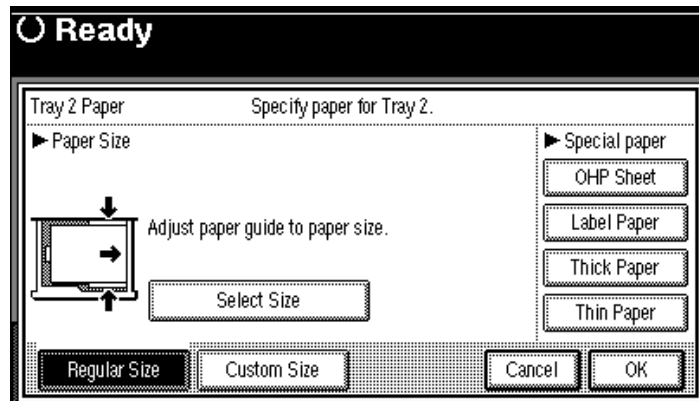 Ready
Tray 2 Paper Specify paper for Tray 2.
Paper Size
Special paper
OHP Sheet
Adjust paper guide to paper size.
Label Paper
Thick Paper
Select Size
Thin Paper
Regular Size Custom Size Cancel OK